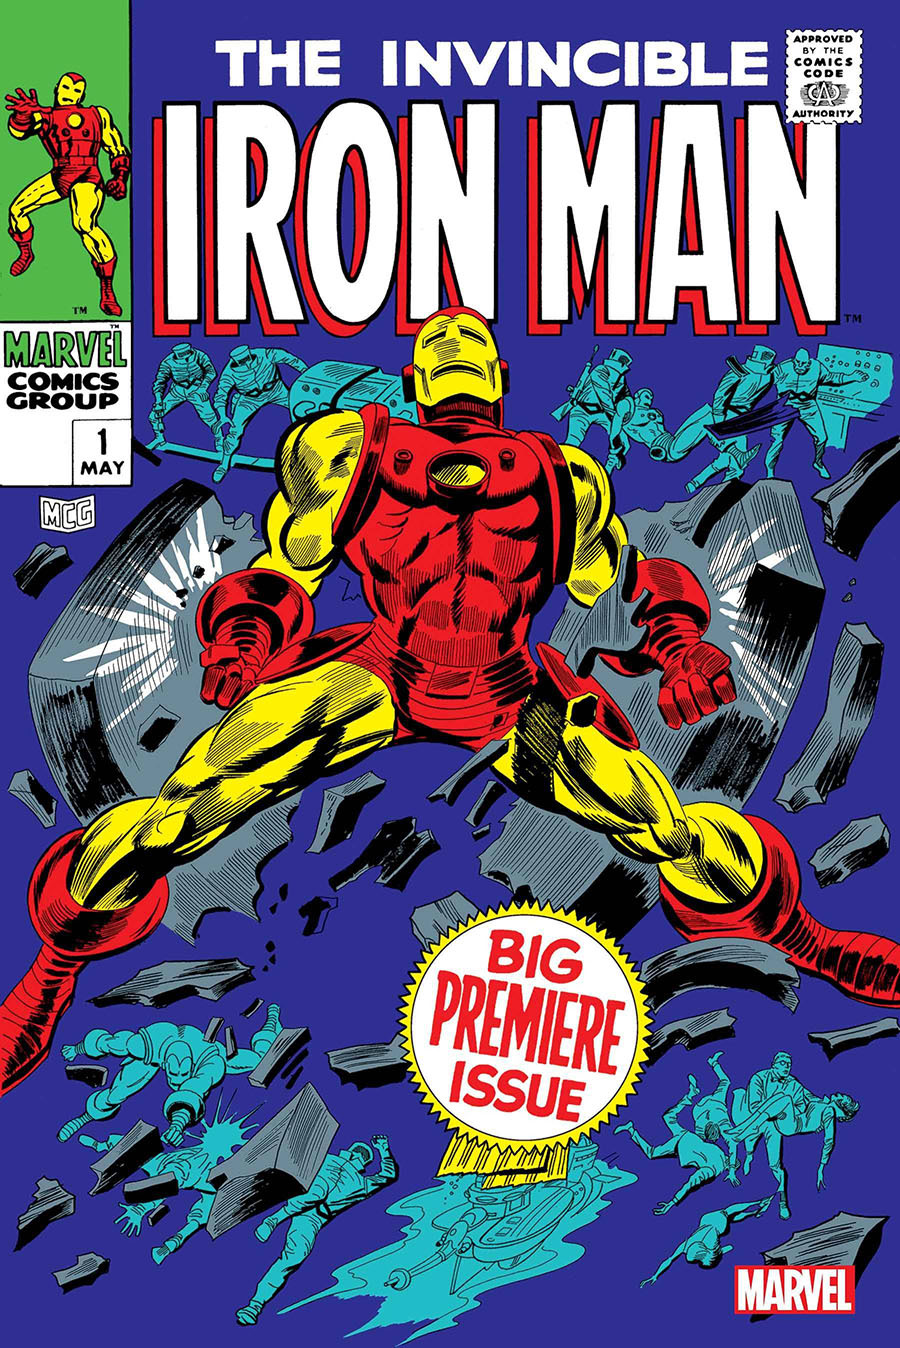 THE INVINCIBLE
IRON MAN
TM
APPROVED
BY THE
COMICS
CODE
CA
AUTHORITY
TM
MARVEL
TM
COMICS
GROUP
1
MAY
MCG
BIG
PREMIERE
ISSUE
MARVEL